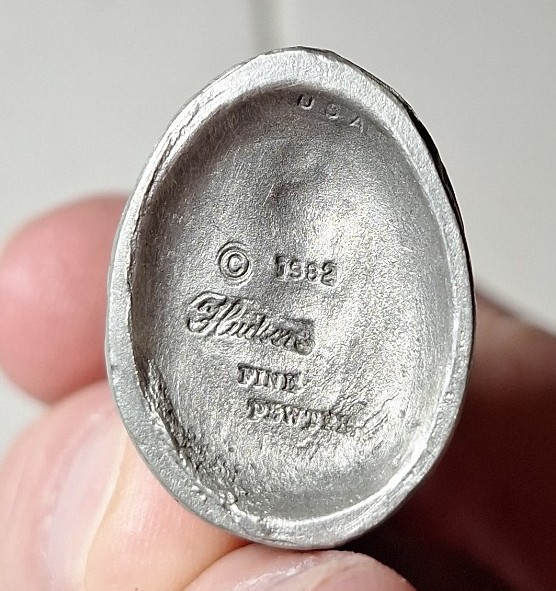 USA
© 1982
Hudson
FINE
PEWTER